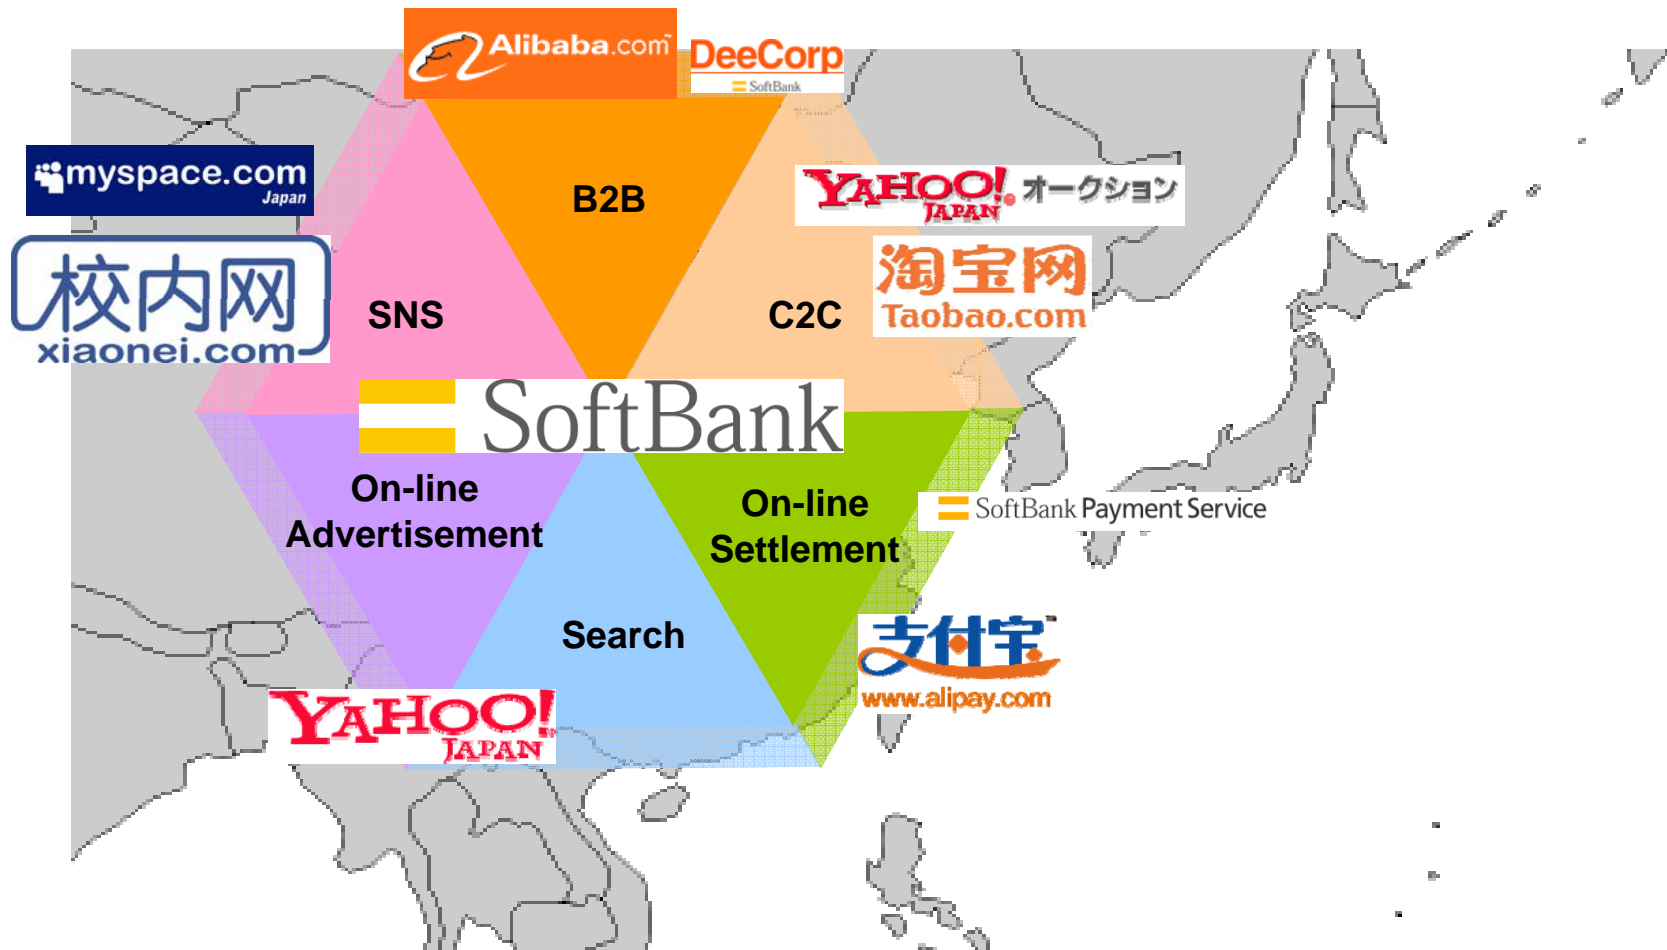 Alibaba.com
DeeCorp
SoftBank
myspace.com
Japan
B2B
YAHOO!
JAPAN
オークション
校内网
xiaonei.com
SNS
C2C
淘宝网
Taobao.com
SoftBank
On-line
Advertisement
On-line
Settlement
SoftBank Payment Service
Search
支付宝
www.alipay.com
YAHOO!
JAPAN